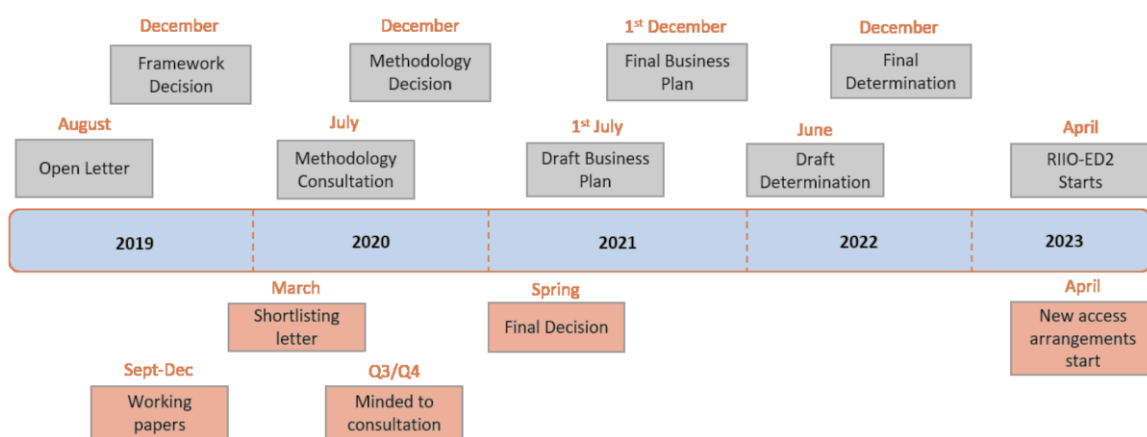 December
Framework
Decision
December
Methodology
Decision
1st December
Final Business
Plan
December
Final
Determination
August
Open Letter
July
Methodology
Consultation
1st July
Draft Business
Plan
June
Draft
Determination
April
RIIO-ED2
Starts
2019
2020
2021
2022
2023
March
Shortlisting
letter
Spring
Final Decision
April
New access
arrangements
start
Sept-Dec
Working
papers
Q3/Q4
Minded to
consultation